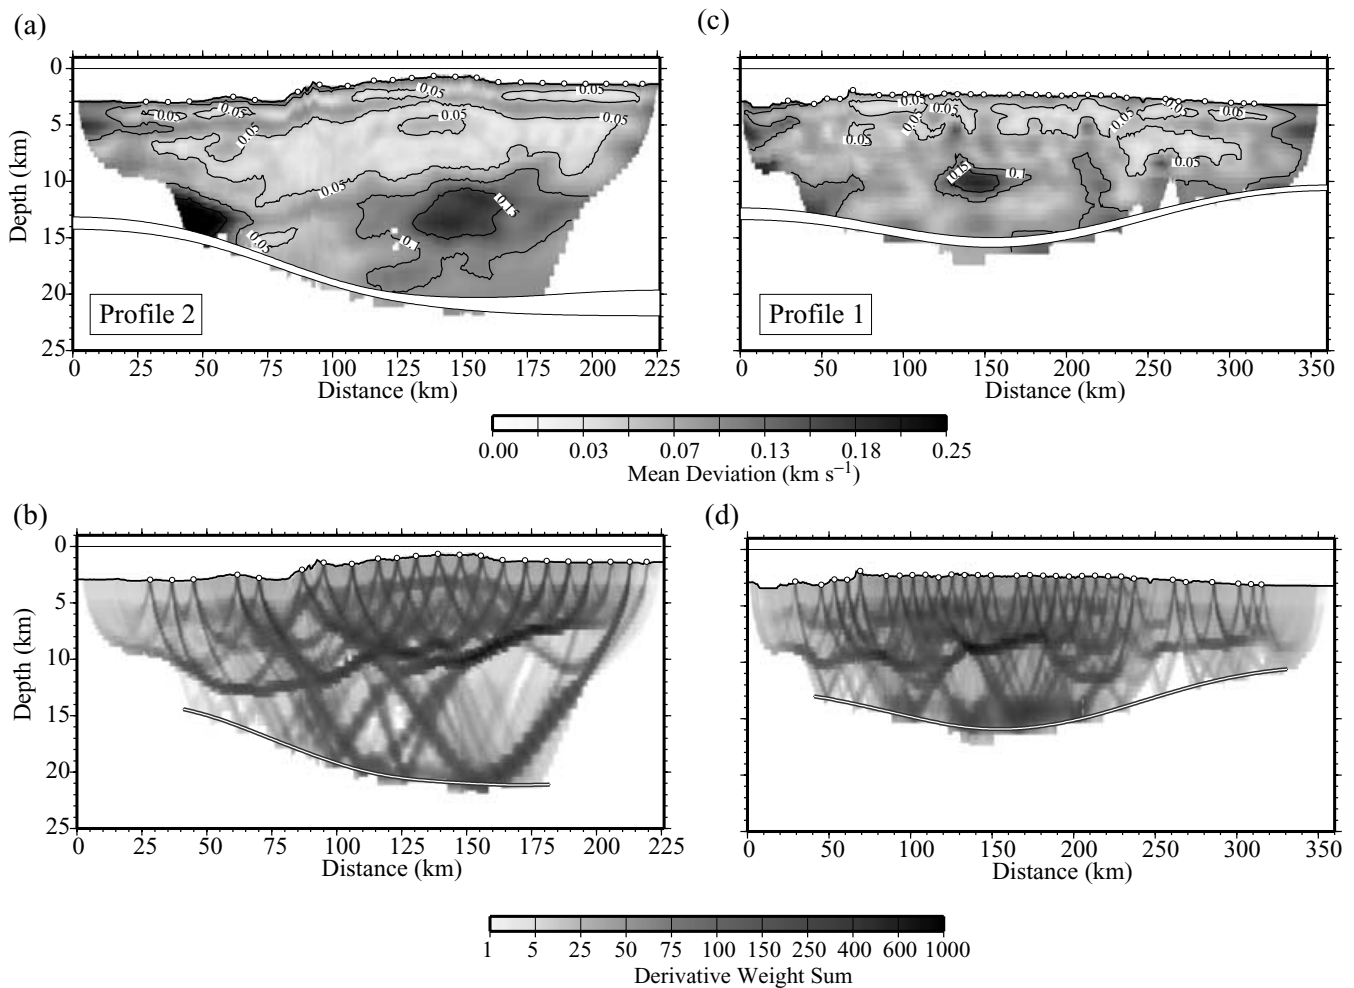 (a)
0
5
10
15
20
25
Depth (km)
0.05
0.05
0.05
0.05
0.05
0.05
0.05
0.05
0.15
0.1
0.05
Profile 2
0 25 50 75 100 125 150 175 200 225
Distance (km)
(c)
0.05
0.05
0.05
0.05
0.05
0.05
0.05
0.05
0.15
0.1
Profile 1
0 50 100 150 200 250 300 350
Distance (km)
0.00 0.03 0.07 0.13 0.18 0.25
Mean Deviation (km s⁻¹)
(b)
0
5
10
15
20
25
Depth (km)
0 25 50 75 100 125 150 175 200 225
Distance (km)
(d)
0 50 100 150 200 250 300 350
Distance (km)
1 5 25 50 75 100 150 250 400 600 1000
Derivative Weight Sum